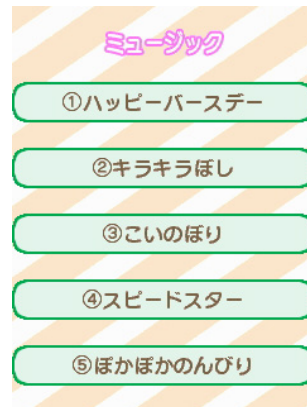 ミュージック
①ハッピーバースデー
②キラキラぼし
③こいのぼり
④スピードスター
⑤ぽかぽかのんびり